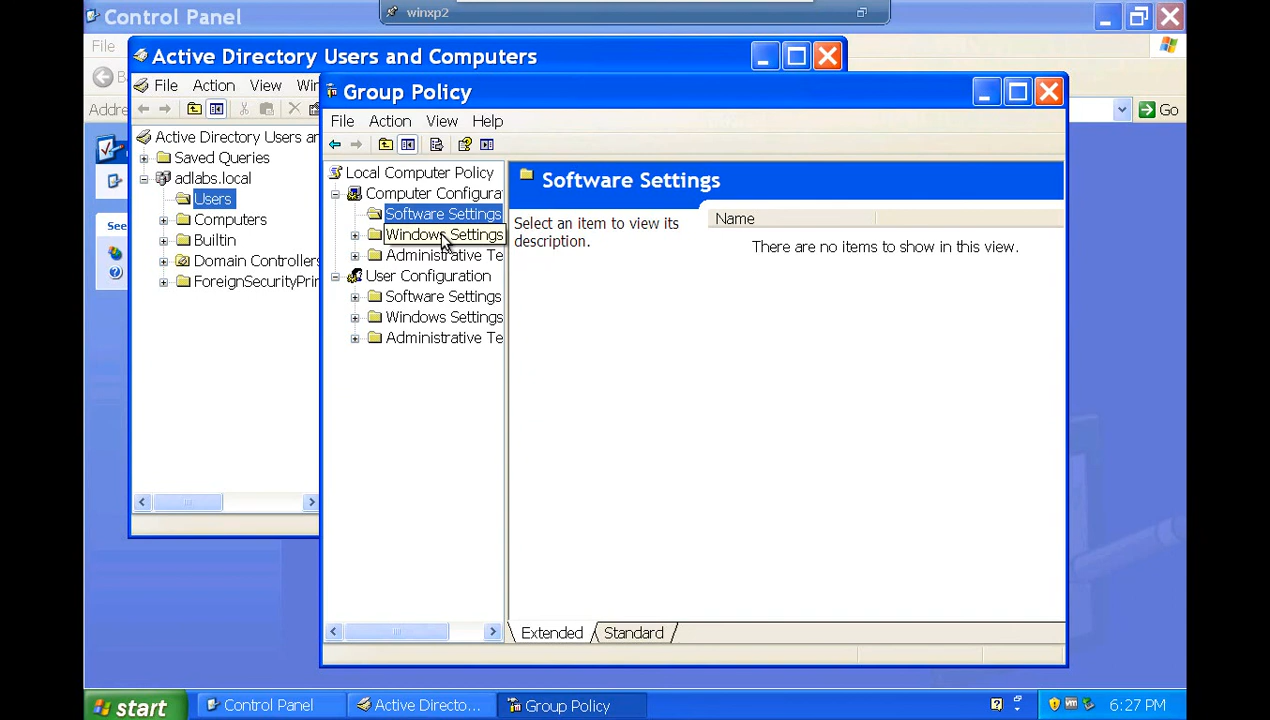 Control Panel
winxp2
File
Active Directory Users and Computers
File Action View Win
Addre
Go
Group Policy
File Action View Help
Active Directory Users an
Saved Queries
adlabs.local
Users
Computers
Builtin
Domain Controllers
ForeignSecurityPrin
See
Local Computer Policy
Computer Configurat
Software Settings
Windows Settings
Administrative Te
User Configuration
Software Settings
Windows Settings
Administrative Te
Software Settings
Select an item to view its
description.
Name
There are no items to show in this view.
Extended Standard
start
Control Panel
Active Directo...
Group Policy
6:27 PM